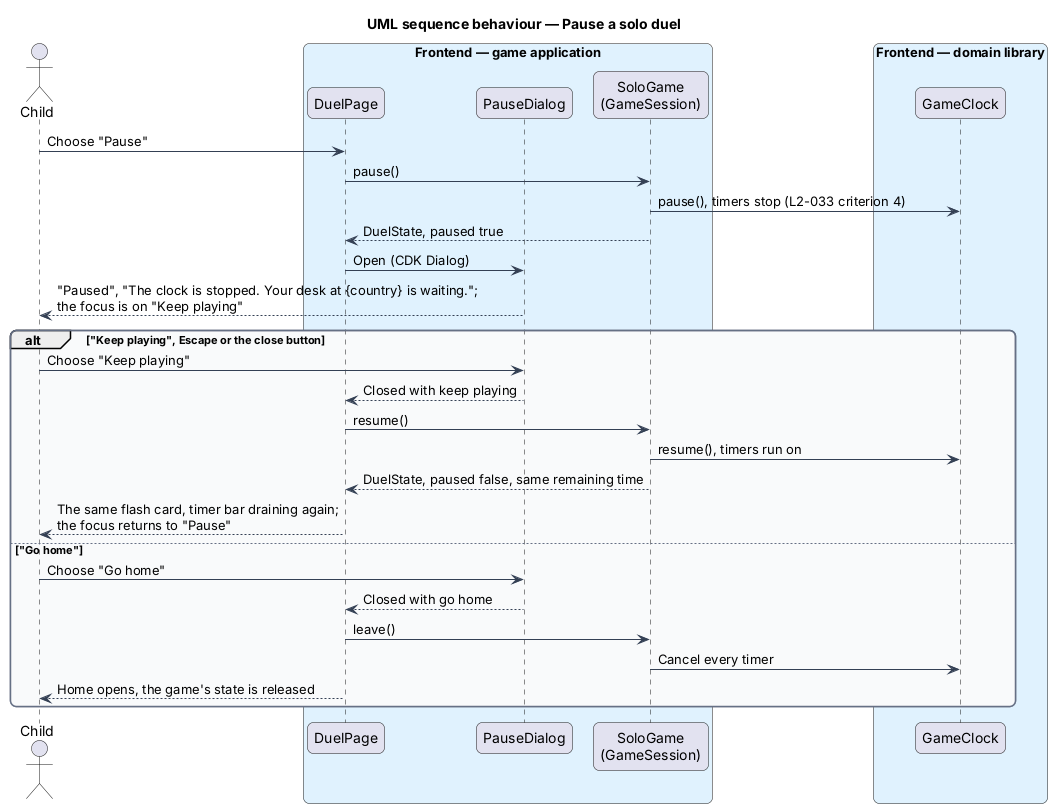 UML sequence behaviour — Pause a solo duel
Frontend — game application
Frontend — domain library
Child
DuelPage
PauseDialog
SoloGame
(GameSession)
GameClock
Choose "Pause"
pause()
pause(), timers stop (L2-033 criterion 4)
DuelState, paused true
Open (CDK Dialog)
"Paused", "The clock is stopped. Your desk at {country} is waiting.";
the focus is on "Keep playing"
alt
["Keep playing", Escape or the close button]
Choose "Keep playing"
Closed with keep playing
resume()
resume(), timers run on
DuelState, paused false, same remaining time
The same flash card, timer bar draining again;
the focus returns to "Pause"
["Go home"]
Choose "Go home"
Closed with go home
leave()
Cancel every timer
Home opens, the game's state is released
Child
DuelPage
PauseDialog
SoloGame
(GameSession)
GameClock